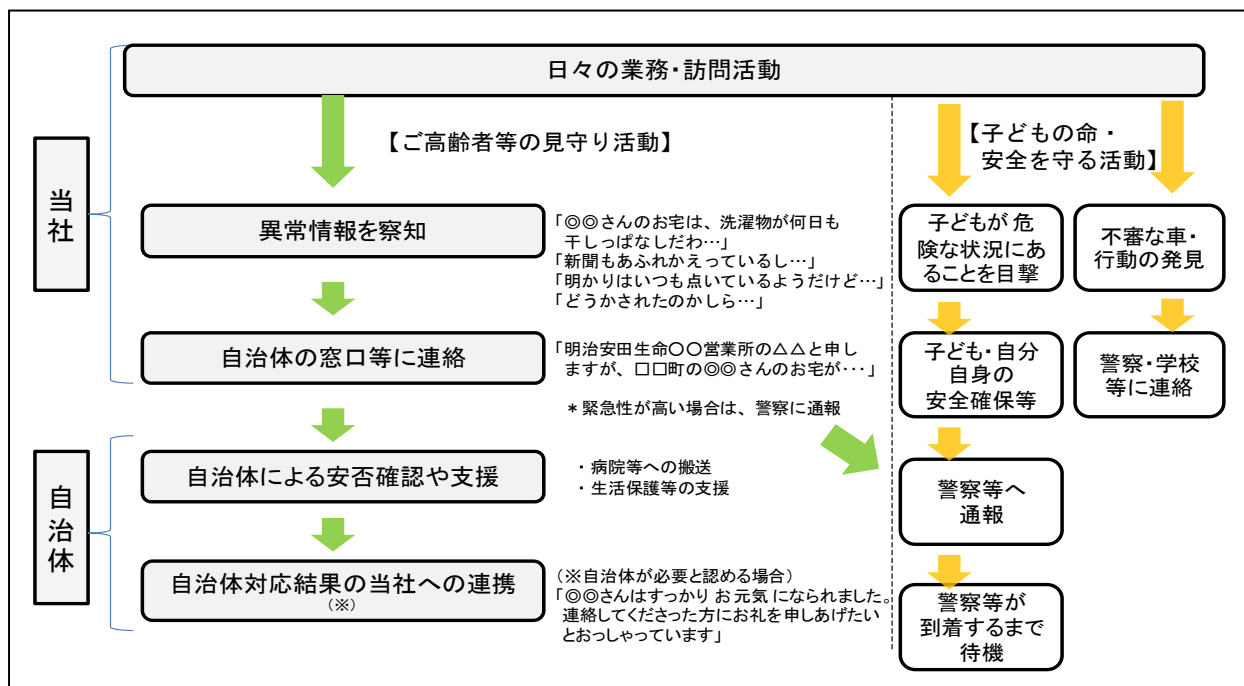 日々の業務・訪問活動
当社
【ご高齢者等の見守り活動】
異常情報を察知
「◎◎さんのお宅は、洗濯物が何日も
干しっぱなしだわ…」
「新聞もあふれかえっているし…」
「明かりはいつも点いているようだけど…」
「どうかされたのかしら…」
自治体の窓口等に連絡
「明治安田生命〇〇営業所の△△と申し
ますが、□□町の◎◎さんのお宅が・・・」
＊緊急性が高い場合は、警察に通報
自治体
自治体による安否確認や支援
・病院等への搬送
・生活保護等の支援
自治体対応結果の当社への連携
（※）
（※自治体が必要と認める場合）
「◎◎さんはすっかり お 元気 になられました。
連絡してくださった方にお礼を申しあげたい
とおっしゃっています」
【子どもの命・
安全を守る活動】
子どもが 危
険な状況にあ
ることを目撃
子ども・自分
自身の
安全確保等
警察等へ
通報
警察等が
到着するまで
待機
不審な車・
行動の発見
警察・学校
等に連絡